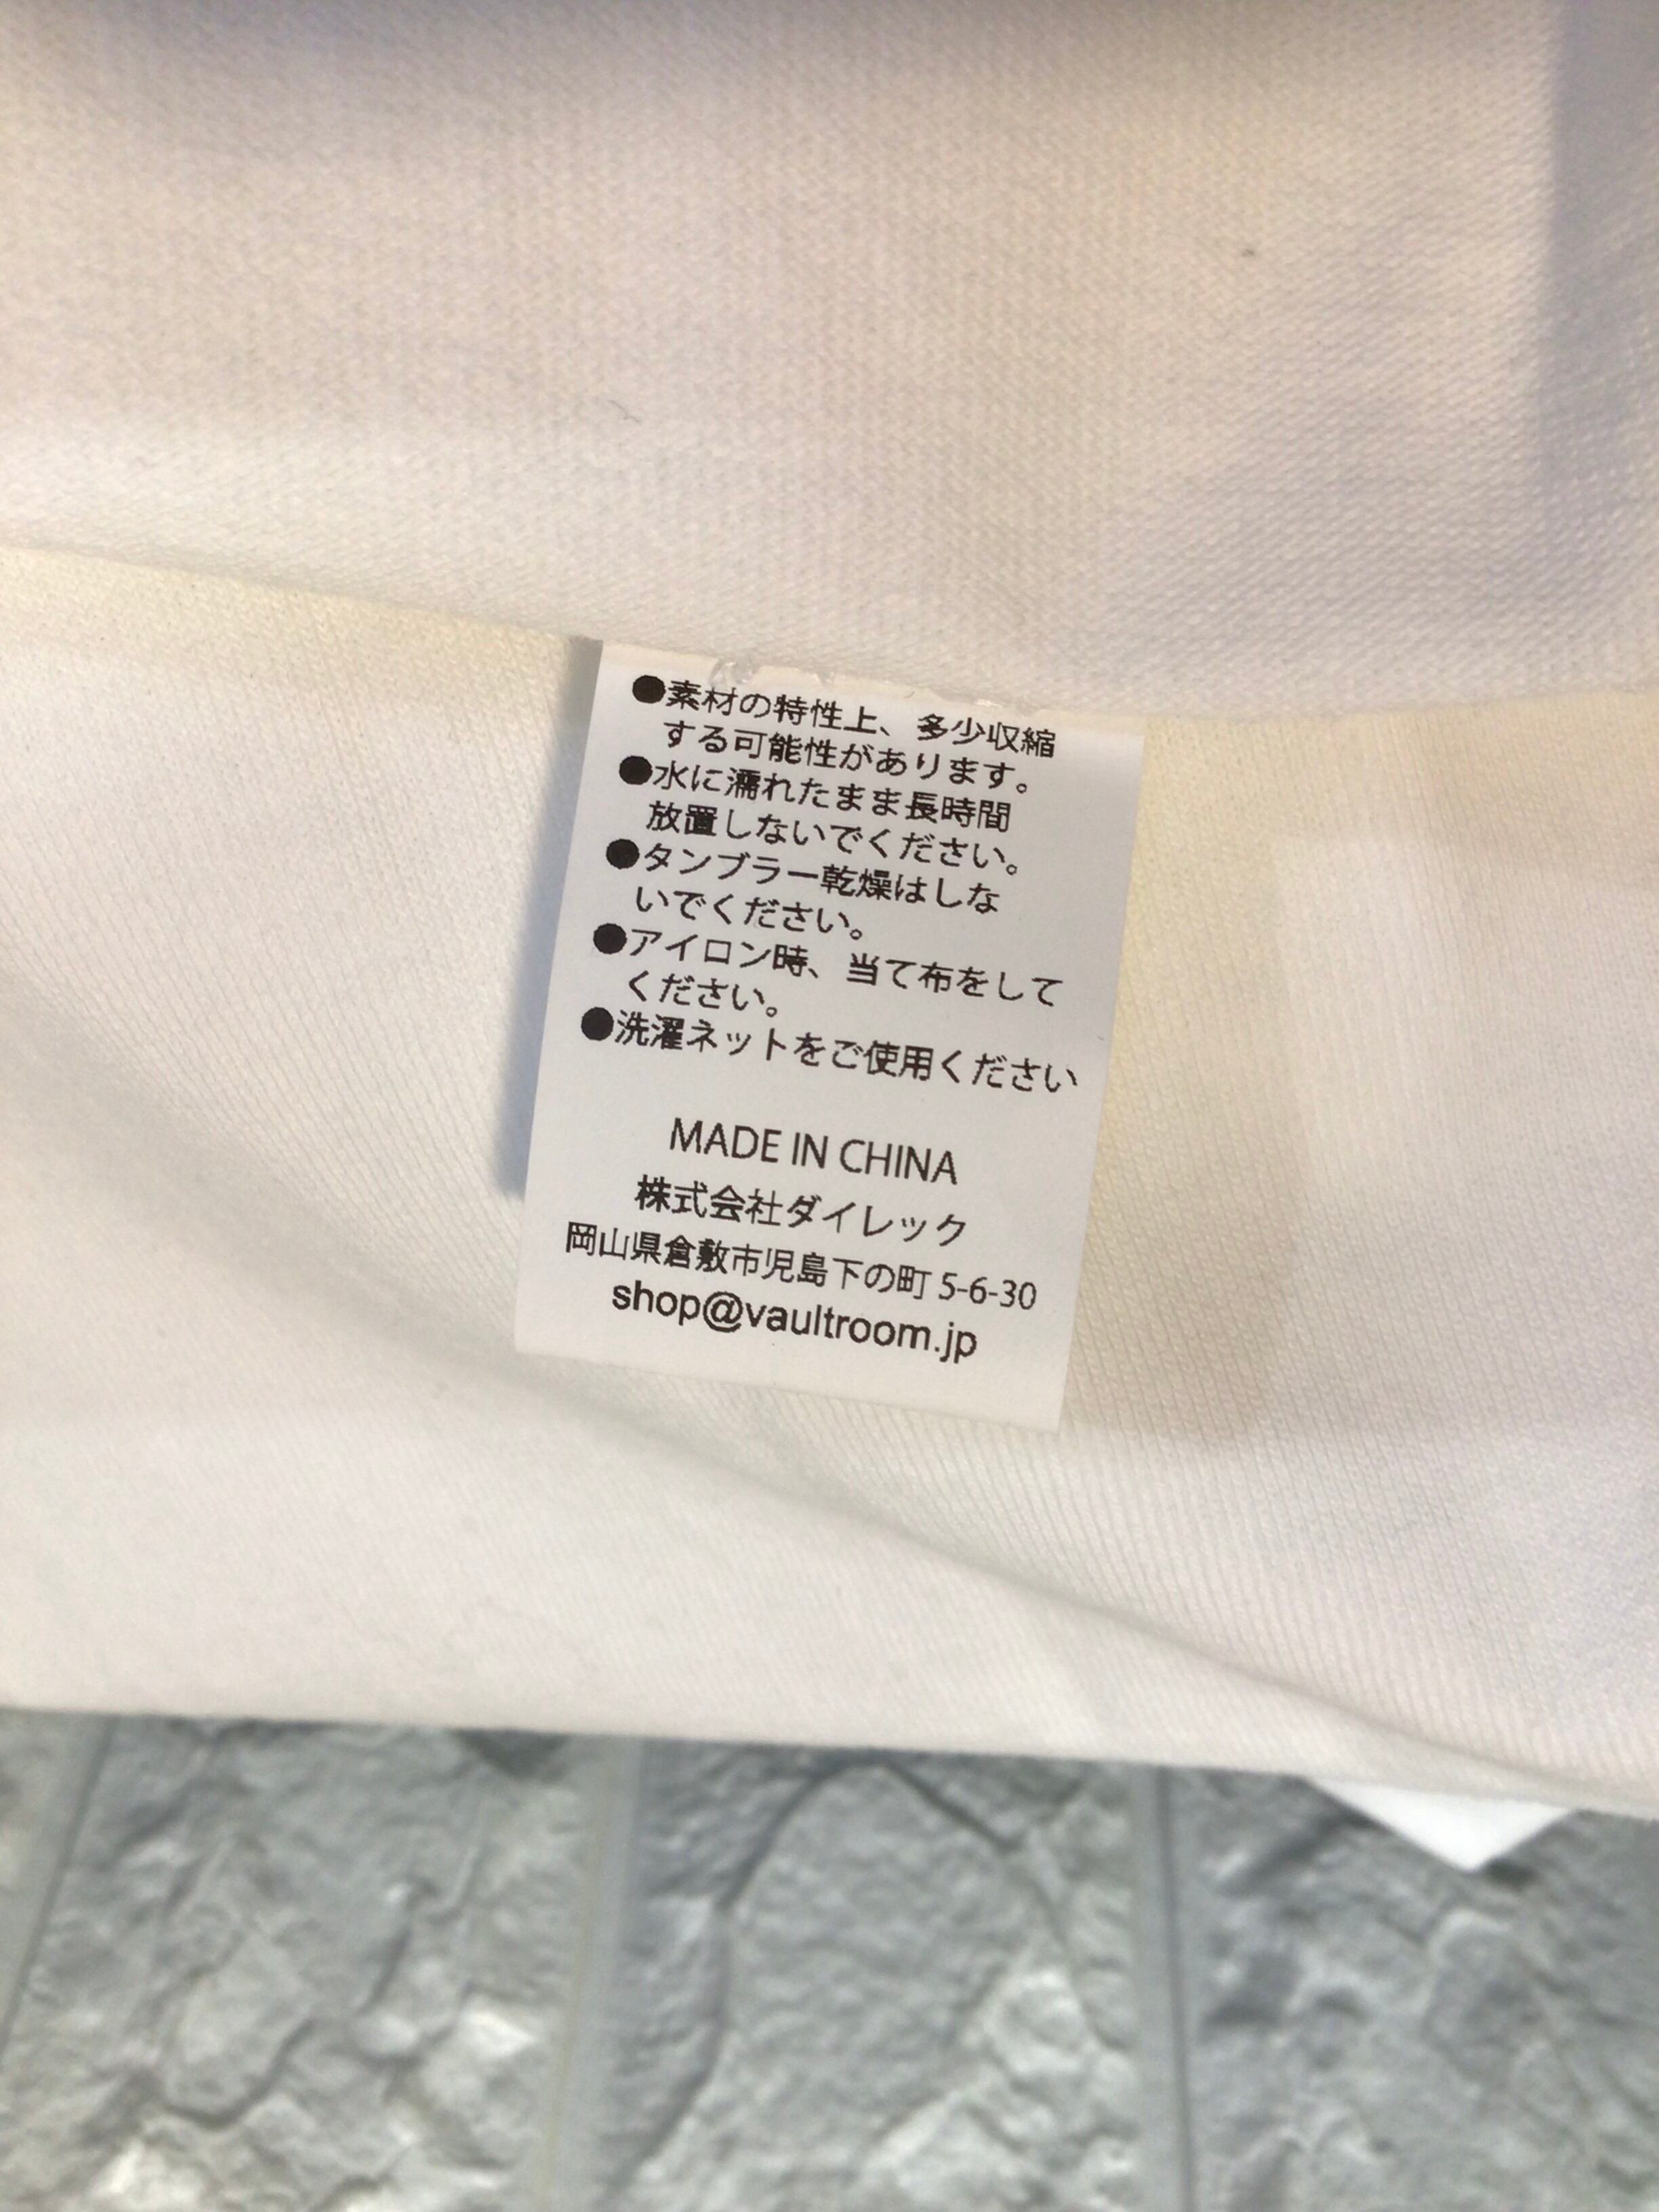 ●素材の特性上、多少収縮
する可能性があります。
●水に濡れたまま長時間
放置しないでください。
●タンブラー乾燥はしな
いでください。
●アイロン時、当て布をして
ください。
●洗濯ネットをご使用ください
MADE IN CHINA
株式会社ダイレック
岡山県倉敷市児島下の町 5-6-30
shop@vaultroom.jp